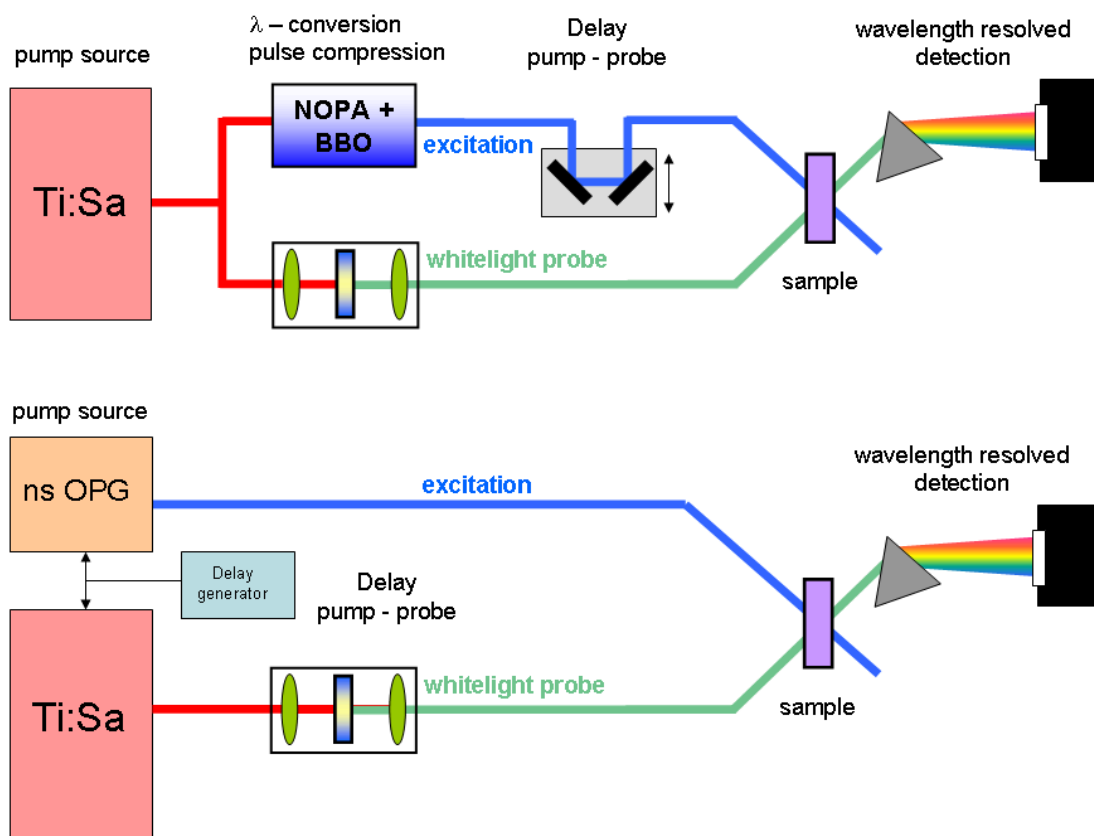 λ – conversion
pulse compression
Delay
pump - probe
wavelength resolved
detection
pump source
Ti:Sa
NOPA +
BBO
excitation
whitelight probe
sample
pump source
ns OPG
excitation
wavelength resolved
detection
Delay
generator
Delay
pump - probe
Ti:Sa
whitelight probe
sample